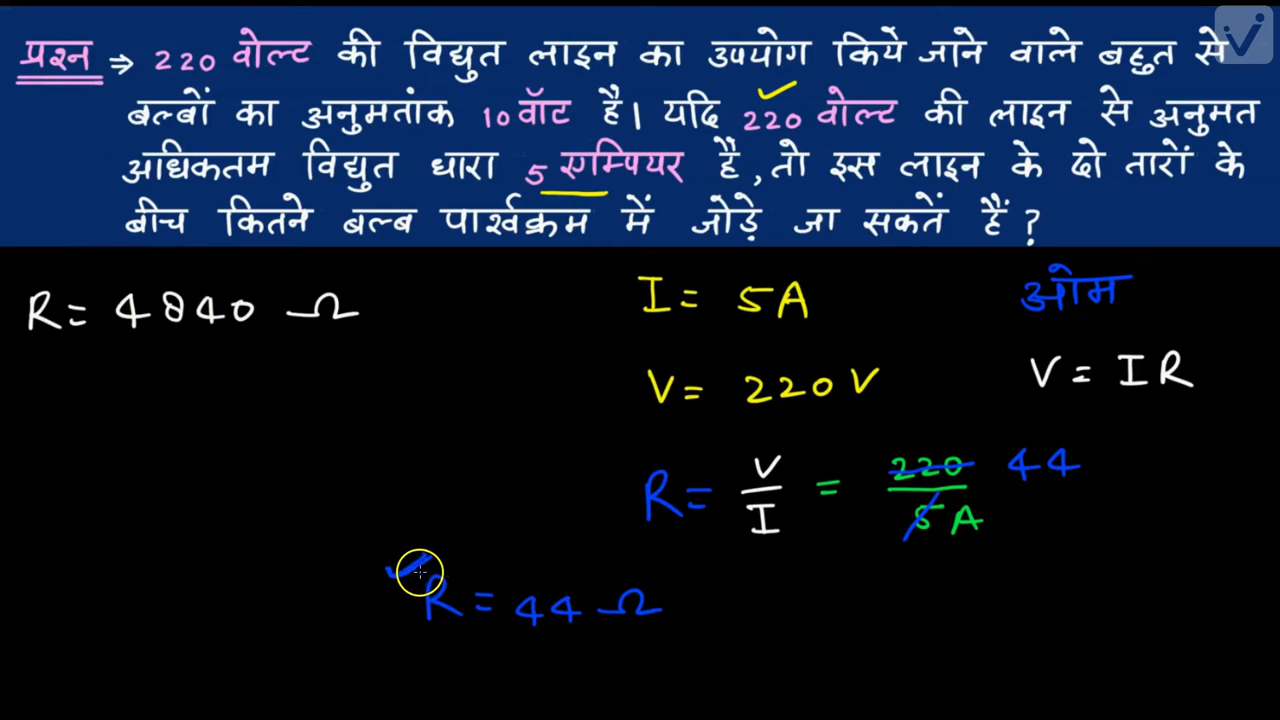 प्रश्न ⇒ 220 वोल्ट की विद्युत लाइन का उपयोग किये जाने वाले बहुत से
बल्बों का अनुमतांक 10 वॉट है। यदि 220 वोल्ट की लाइन से अनुमत
अधिकतम विद्युत धारा 5 एम्पियर है, तो इस लाइन के दो तारों के
बीच कितने बल्ब पार्श्वक्रम में जोड़े जा सकतें हैं ?
R = 4840 Ω
I = 5A
ओम
V = 220 V
V = IR
R = V/I = 220/5A 44
R = 44 Ω